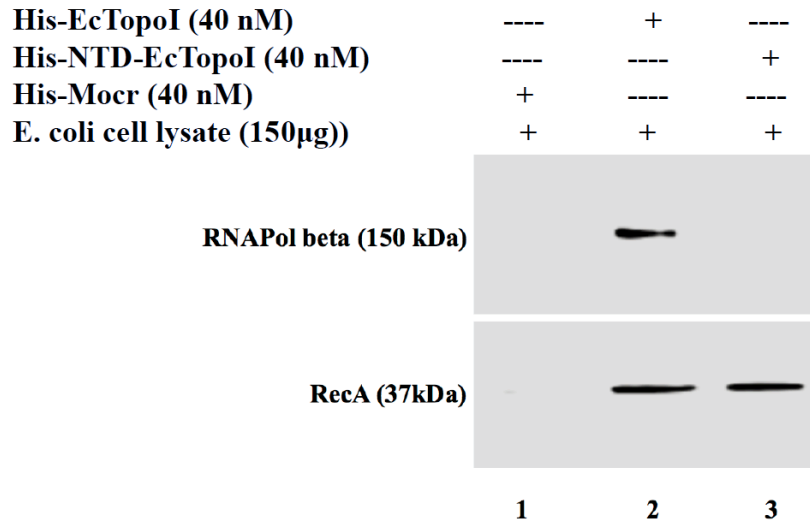 His-EcTopoI (40 nM) ---- + ----
His-NTD-EcTopoI (40 nM) ---- ---- +
His-Mocr (40 nM) + ---- ----
E. coli cell lysate (150µg)) + + +
RNAPol beta (150 kDa)
RecA (37kDa)
1 2 3